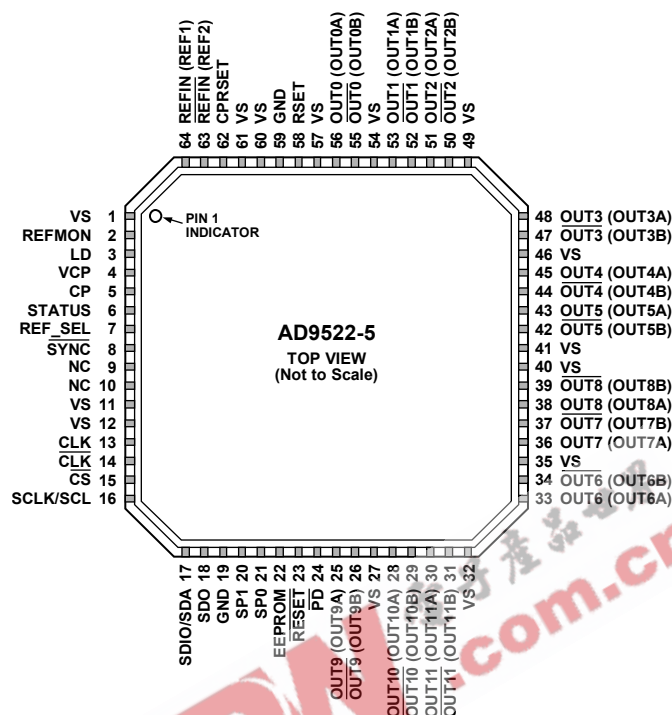 64 REFIN (REF1)
63 REFIN (REF2)
62 CPRSET
61 VS
60 VS
59 GND
58 RSET
57 VS
56 OUT0 (OUT0A)
55 OUT0 (OUT0B)
54 VS
53 OUT1 (OUT1A)
52 OUT1 (OUT1B)
51 OUT2 (OUT2A)
50 OUT2 (OUT2B)
49 VS
VS 1
REFMON 2
LD 3
VCP 4
CP 5
STATUS 6
REF_SEL 7
SYNC 8
NC 9
NC 10
VS 11
VS 12
CLK 13
CLK 14
CS 15
SCLK/SCL 16
PIN 1
INDICATOR
AD9522-5
TOP VIEW
(Not to Scale)
48 OUT3 (OUT3A)
47 OUT3 (OUT3B)
46 VS
45 OUT4 (OUT4A)
44 OUT4 (OUT4B)
43 OUT5 (OUT5A)
42 OUT5 (OUT5B)
41 VS
40 VS
39 OUT8 (OUT8B)
38 OUT8 (OUT8A)
37 OUT7 (OUT7B)
36 OUT7 (OUT7A)
35 VS
34 OUT6 (OUT6B)
33 OUT6 (OUT6A)
SDIO/SDA 17
SDO 18
GND 19
SP1 20
SP0 21
EEPROM 22
RESET 23
PD 24
OUT9 (OUT9A) 25
OUT9 (OUT9B) 26
VS 27
OUT10 (OUT10A) 28
OUT10 (OUT10B) 29
OUT11 (OUT11A) 30
OUT11 (OUT11B) 31
VS 32
电子產品世界
.com.cn